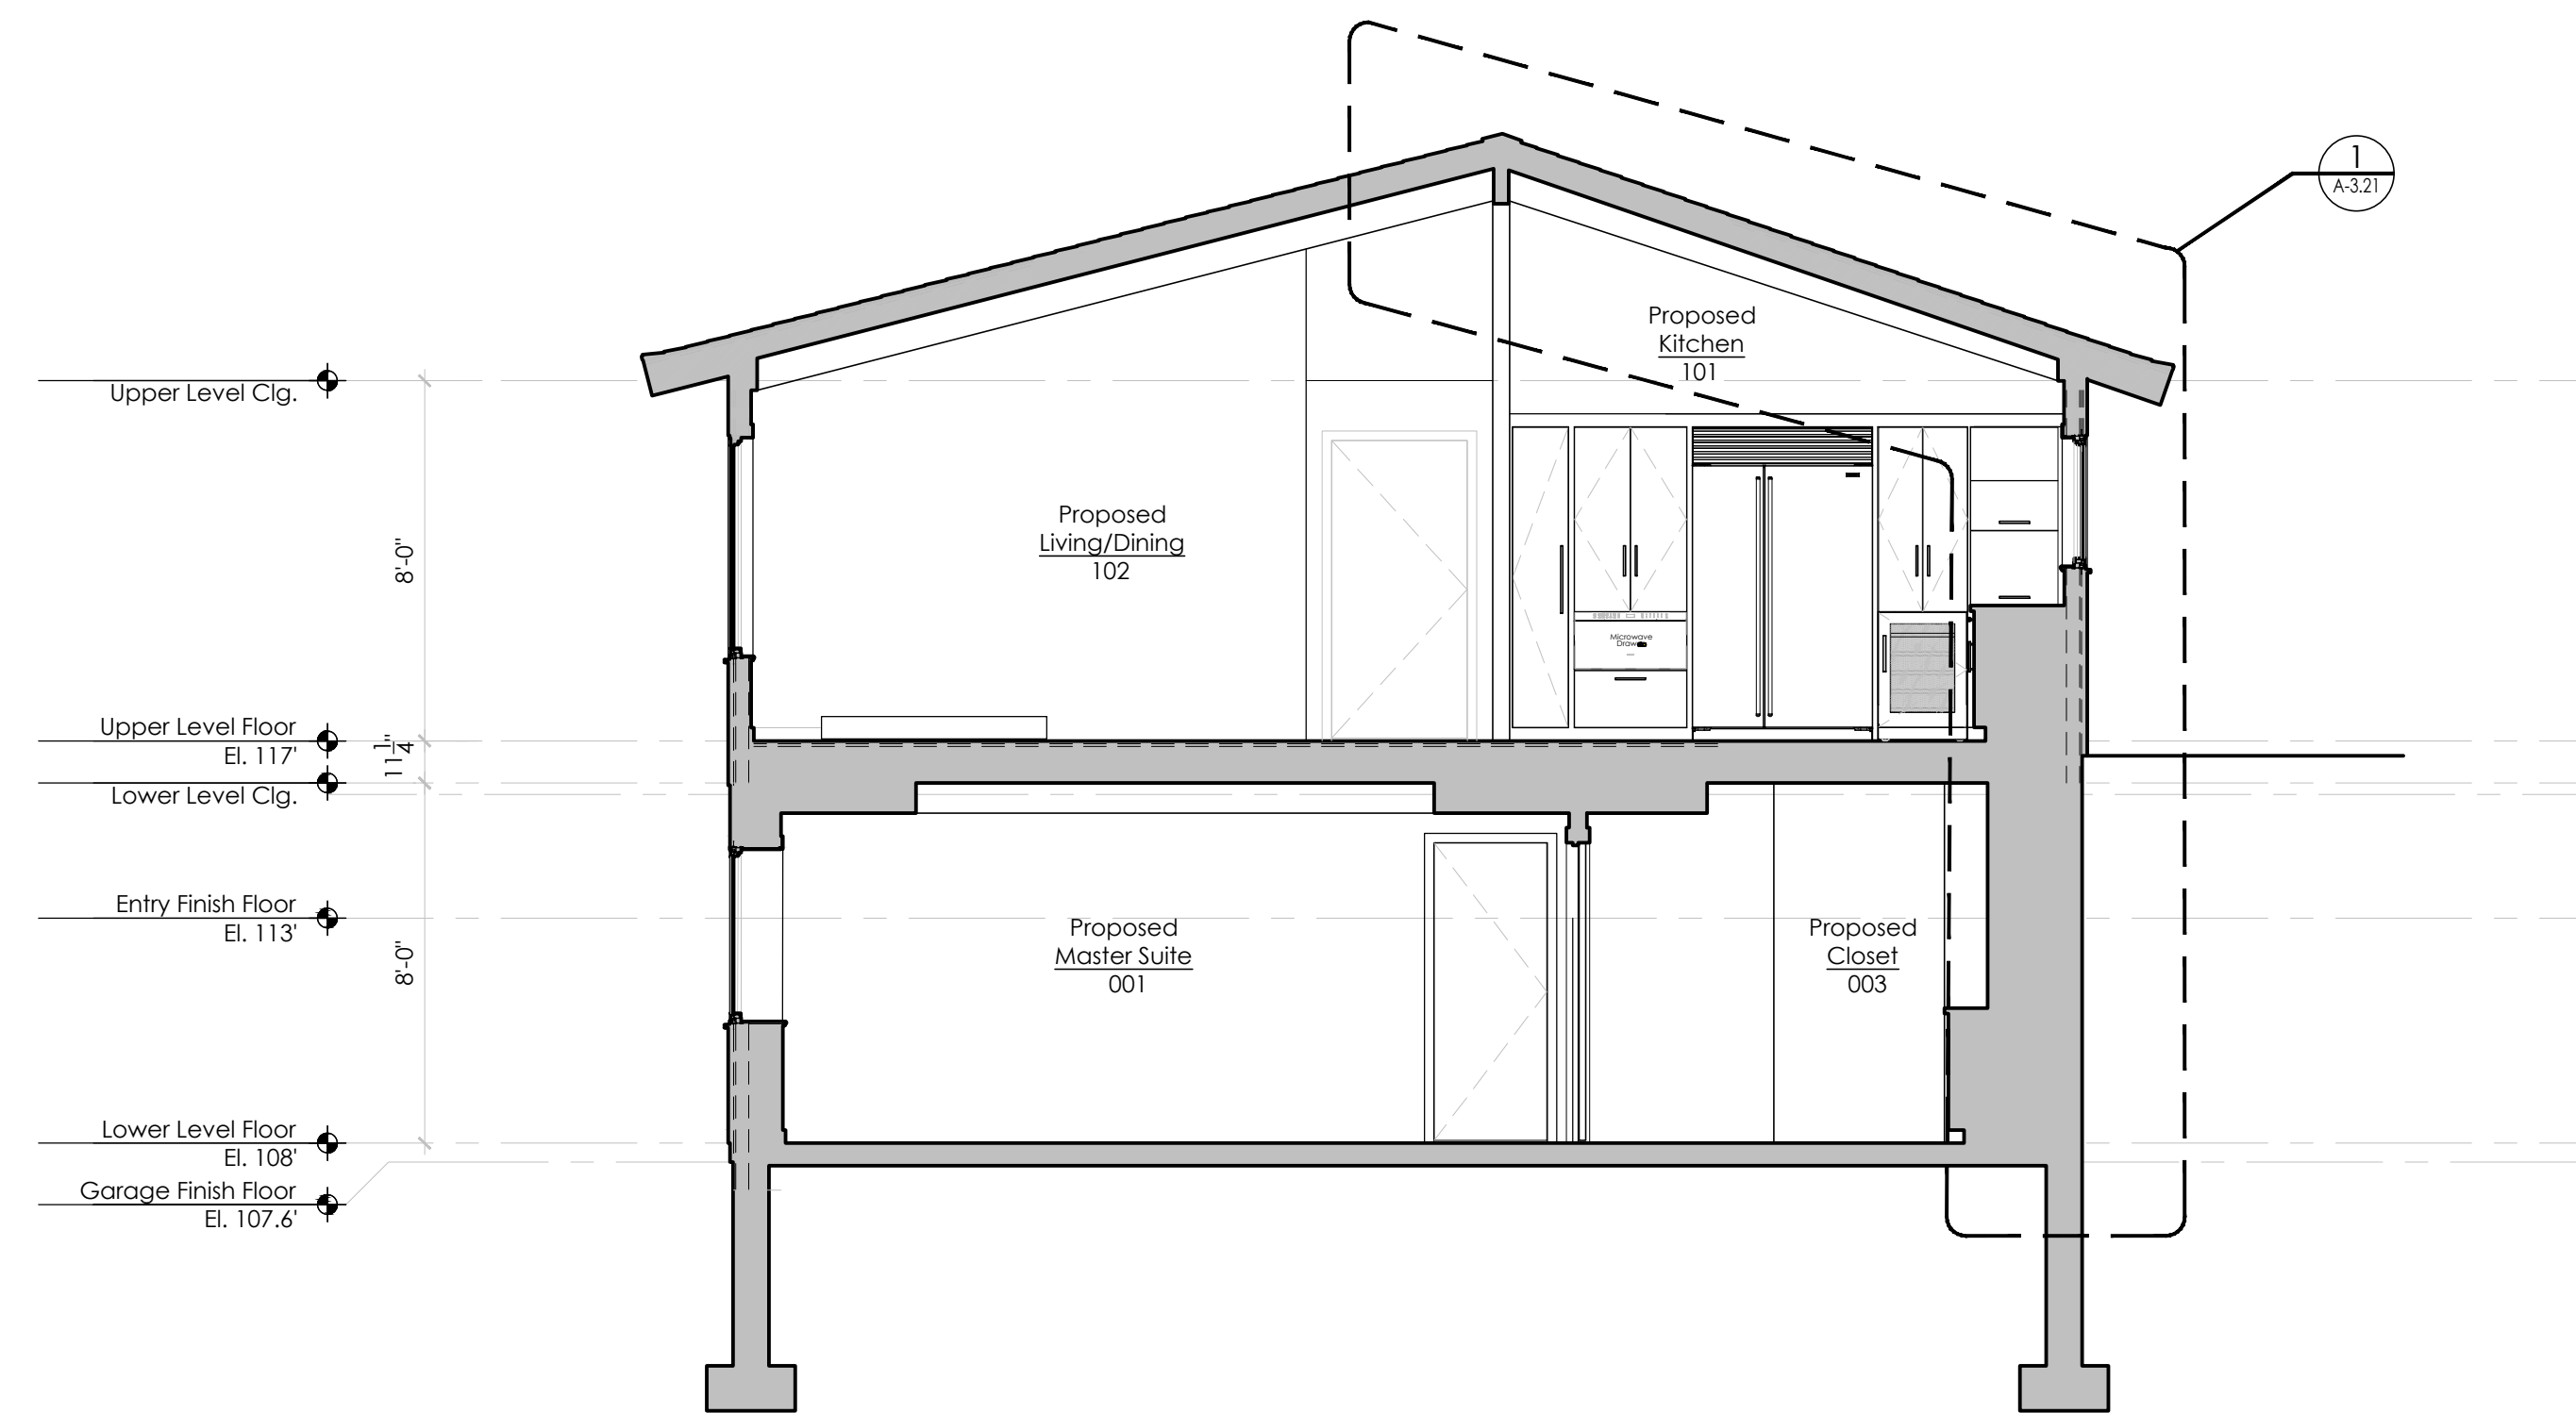 1
A-3.21
Proposed
Kitchen
101
Upper Level Clg.
8'-0"
Proposed
Living/Dining
102
Microwave
Drawer
Upper Level Floor
El. 117'
11 1/4"
Lower Level Clg.
Entry Finish Floor
El. 113'
8'-0"
Proposed
Master Suite
001
Proposed
Closet
003
Lower Level Floor
El. 108'
Garage Finish Floor
El. 107.6'